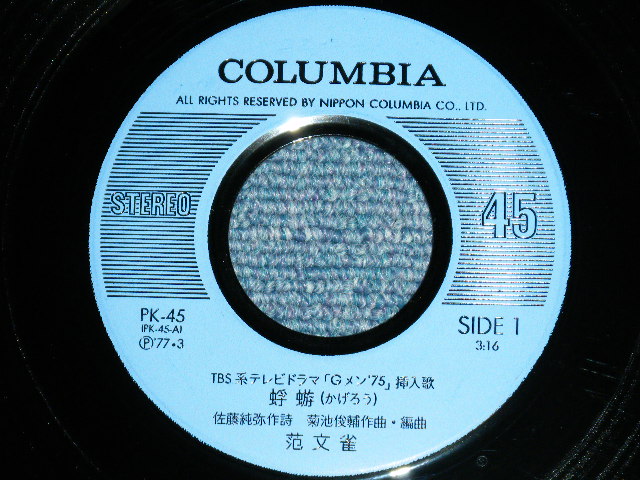 COLUMBIA
ALL RIGHTS RESERVED BY NIPPON COLUMBIA CO., LTD.
STEREO
45
PK-45
(PK-45-A)
Ⓟ'77・3
SIDE 1
3:16
TBS系テレビドラマ「Gメン'75」挿入歌
蜉蝣(かげろう)
佐藤純弥作詩 菊池俊輔作曲・編曲
范文雀